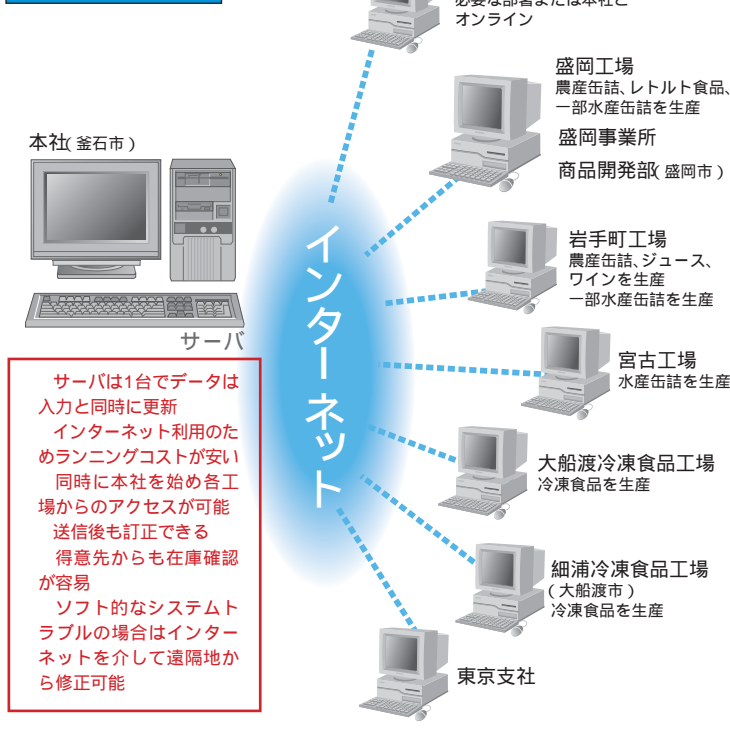 必要な部署または本社と
オンライン
盛岡工場
農産缶詰、レトルト食品、
一部水産缶詰を生産
盛岡事業所
商品開発部(盛岡市)
本社(釜石市)
サーバ
インターネット
岩手町工場
農産缶詰、ジュース、
ワインを生産
一部水産缶詰を生産
宮古工場
水産缶詰を生産
大船渡冷凍食品工場
冷凍食品を生産
細浦冷凍食品工場
(大船渡市)
冷凍食品を生産
東京支社
サーバは1台でデータは
入力と同時に更新
インターネット利用のた
めランニングコストが安い
同時に本社を始め各工
場からのアクセスが可能
送信後も訂正できる
得意先からも在庫確認
が容易
ソフト的なシステムト
ラブルの場合はインター
ネットを介して遠隔地か
ら修正可能